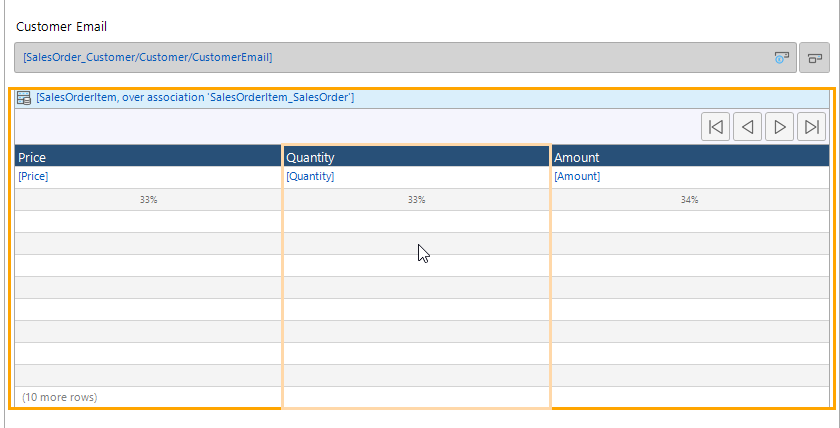 Customer Email
[SalesOrder_Customer/Customer/CustomerEmail]
[SalesOrderItem, over association 'SalesOrderItem_SalesOrder']
Price Quantity Amount
[Price] [Quantity] [Amount]
33% 33% 34%
(10 more rows)